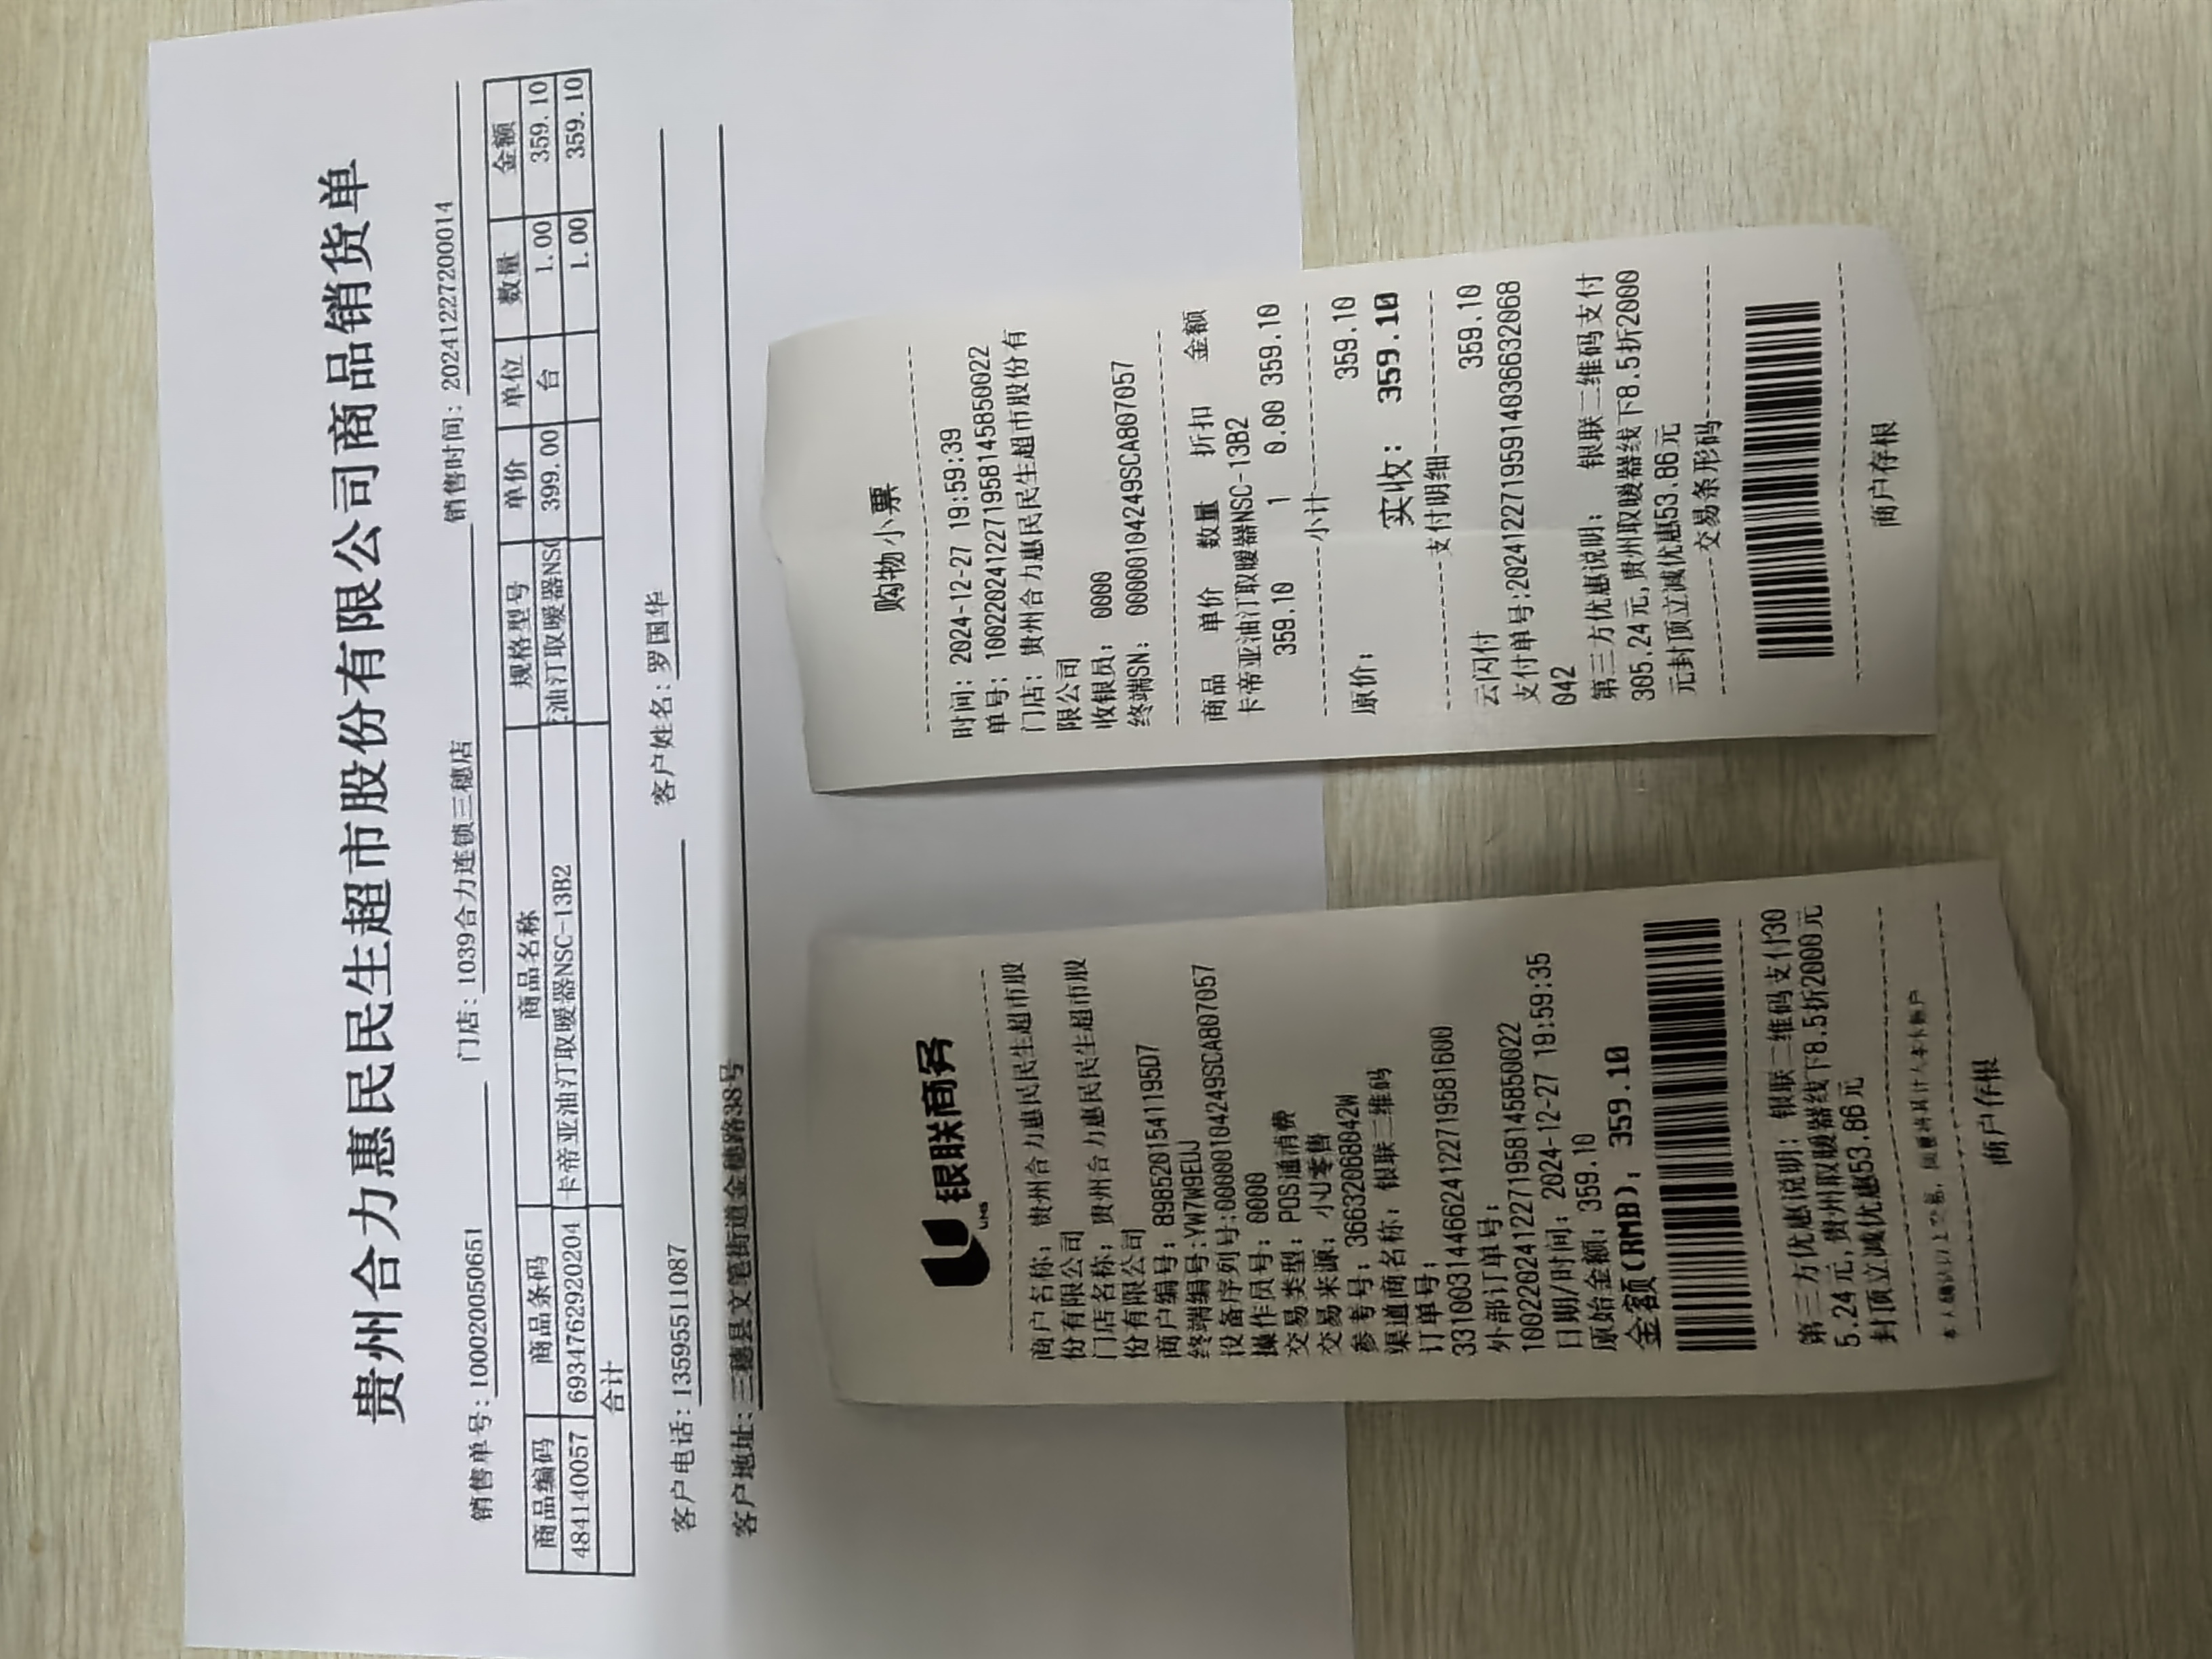 贵州合力惠民民生超市股份有限公司商品销货单
销售单号: 100020050651 门店: 1039合力连锁三穗店 销售时间: 2024122720​0014
商品编码 商品条码 商品名称 规格型号 单价 单位 数量 金额
484140057 6934762920204 卡帝亚油汀取暖器NSC-13B2 油汀取暖器NSC 399.00 台 1.00 359.10
合计 1.00 359.10
客户电话: 13595511087 客户姓名: 罗国华
客户地址: 三穗县文笔街道金穗路38号
银联商务
UMS
商户名称: 贵州合力惠民民生超市股
份有限公司
门店名称: 贵州合力惠民民生超市股
份有限公司
商户编号: 89852015411195D7
终端编号:YW7W9EUJ
设备序列号:00000104249SCA807057
操作员号: 0000
交易类型: POS通消费
交易来源: 小U零售
参考号: 36632068042W
渠道商名称: 银联二维码
订单号:
33100314466241227195816​00
外部订单号:
10022024122719581458500​22
日期/时间: 2024-12-27 19:59:35
原始金额: 359.10
金额(RMB): 359.10
第三方优惠说明: 银联二维码支付30
5.24元,贵州取暖器线下8.5折2000元
封顶立减优惠53.86元
商户存根
购物小票
时间: 2024-12-27 19:59:39
单号: 10022024122719581458500​22
门店: 贵州合力惠民民生超市股份有
限公司
收银员: 0000
终端SN: 00000104249SCA807057
商品 单价 数量 折扣 金额
卡帝亚油汀取暖器NSC-13B2
359.10 1 0.00 359.10
小计
原价: 359.10
实收: 359.10
支付明细
云闪付 359.10
支付单号:20241227195914036632068
042
第三方优惠说明: 银联二维码支付
305.24元,贵州取暖器线下8.5折2000
元封顶立减优惠53.86元
交易条形码
商户存根